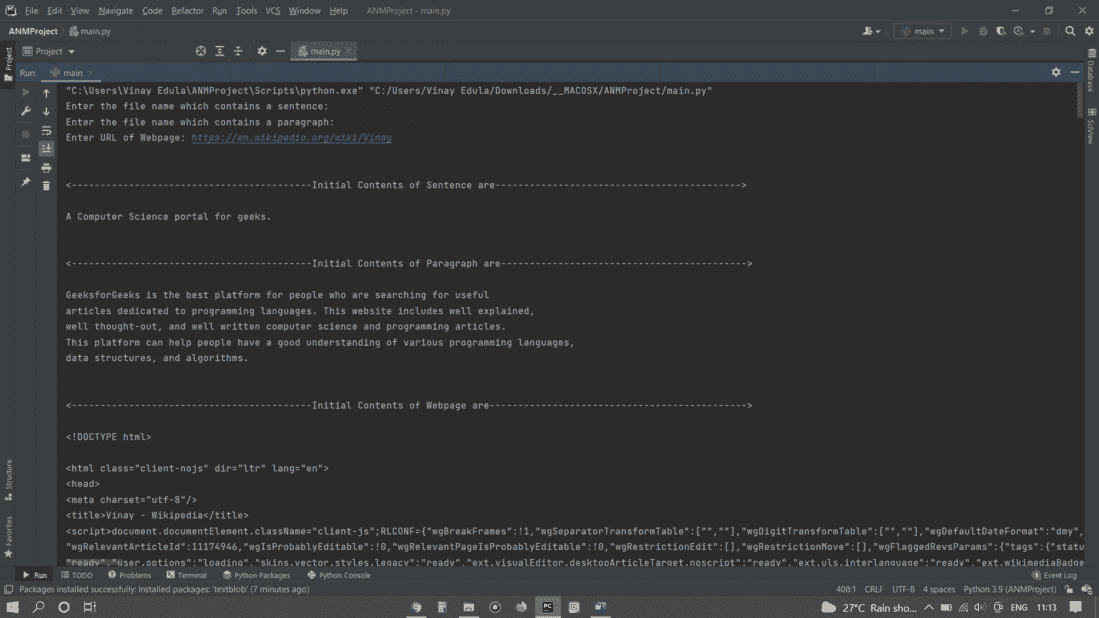 File Edit View Navigate Code Refactor Run Tools VCS Window Help ANMProject - main.py
ANMProject main.py main
Project main.py
Run: main
"C:\Users\Vinay Edula\ANMProject\Scripts\python.exe" "C:/Users/Vinay Edula/Downloads/__MACOSX/ANMProject/main.py"
Enter the file name which contains a sentence:
Enter the file name which contains a paragraph:
Enter URL of Webpage: https://en.wikipedia.org/wiki/Vinay
<-----------------------------------------Initial Contents of Sentence are------------------------------------------>
A Computer Science portal for geeks.
<-----------------------------------------Initial Contents of Paragraph are------------------------------------------>
GeeksforGeeks is the best platform for people who are searching for useful
articles dedicated to programming languages. This website includes well explained,
well thought-out, and well written computer science and programming articles.
This platform can help people have a good understanding of various programming languages,
data structures, and algorithms.
<-----------------------------------------Initial Contents of Webpage are-------------------------------------------->
<!DOCTYPE html>
<html class="client-nojs" dir="ltr" lang="en">
<head>
<meta charset="utf-8"/>
<title>Vinay - Wikipedia</title>
<script>document.documentElement.className="client-js";RLCONF={"wgBreakFrames":!1,"wgSeparatorTransformTable":["",""],"wgDigitTransformTable":["",""],"wgDefaultDateFormat":"dmy",
"wgRelevantArticleId":11174946,"wgIsProbablyEditable":!0,"wgRelevantPageIsProbablyEditable":!0,"wgRestrictionEdit":[],"wgRestrictionMove":[],"wgFlaggedRevsParams":{"tags":{"statu
"ready","user.options":"loading","skins.vector.styles.legacy":"ready","ext.visualEditor.desktopArticleTarget.noscript":"ready","ext.uls.interlanguage":"ready","ext.wikimediaBadge
Run TODO Problems Terminal Python Packages Python Console Event Log
Packages installed successfully: Installed packages: 'textblob' (7 minutes ago) 408:1 CRLF UTF-8 4 spaces Python 3.9 (ANMProject)
27°C Rain sho... ENG 11:13
Project
Structure
Favorites
Database
SciView